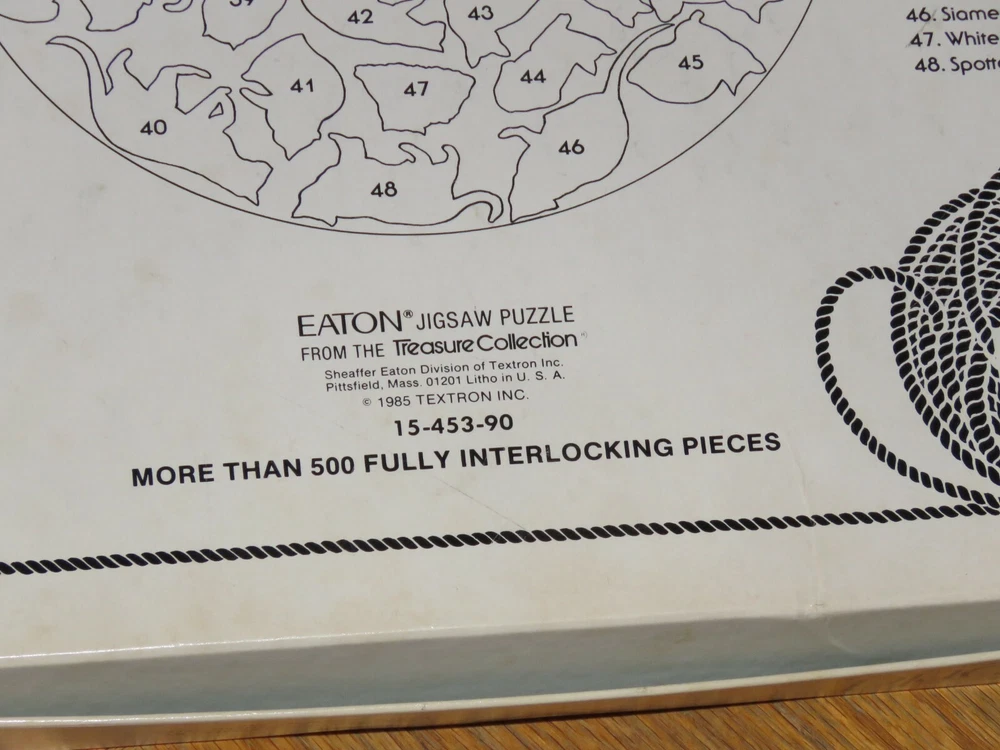 39
42
43
46. Siame
47. White
48. Spott
41
47
44
45
40
48
46
EATON® JIGSAW PUZZLE
FROM THE Treasure Collection
Sheaffer Eaton Division of Textron Inc.
Pittsfield, Mass. 01201 Litho in U. S. A.
© 1985 TEXTRON INC.
15-453-90
MORE THAN 500 FULLY INTERLOCKING PIECES